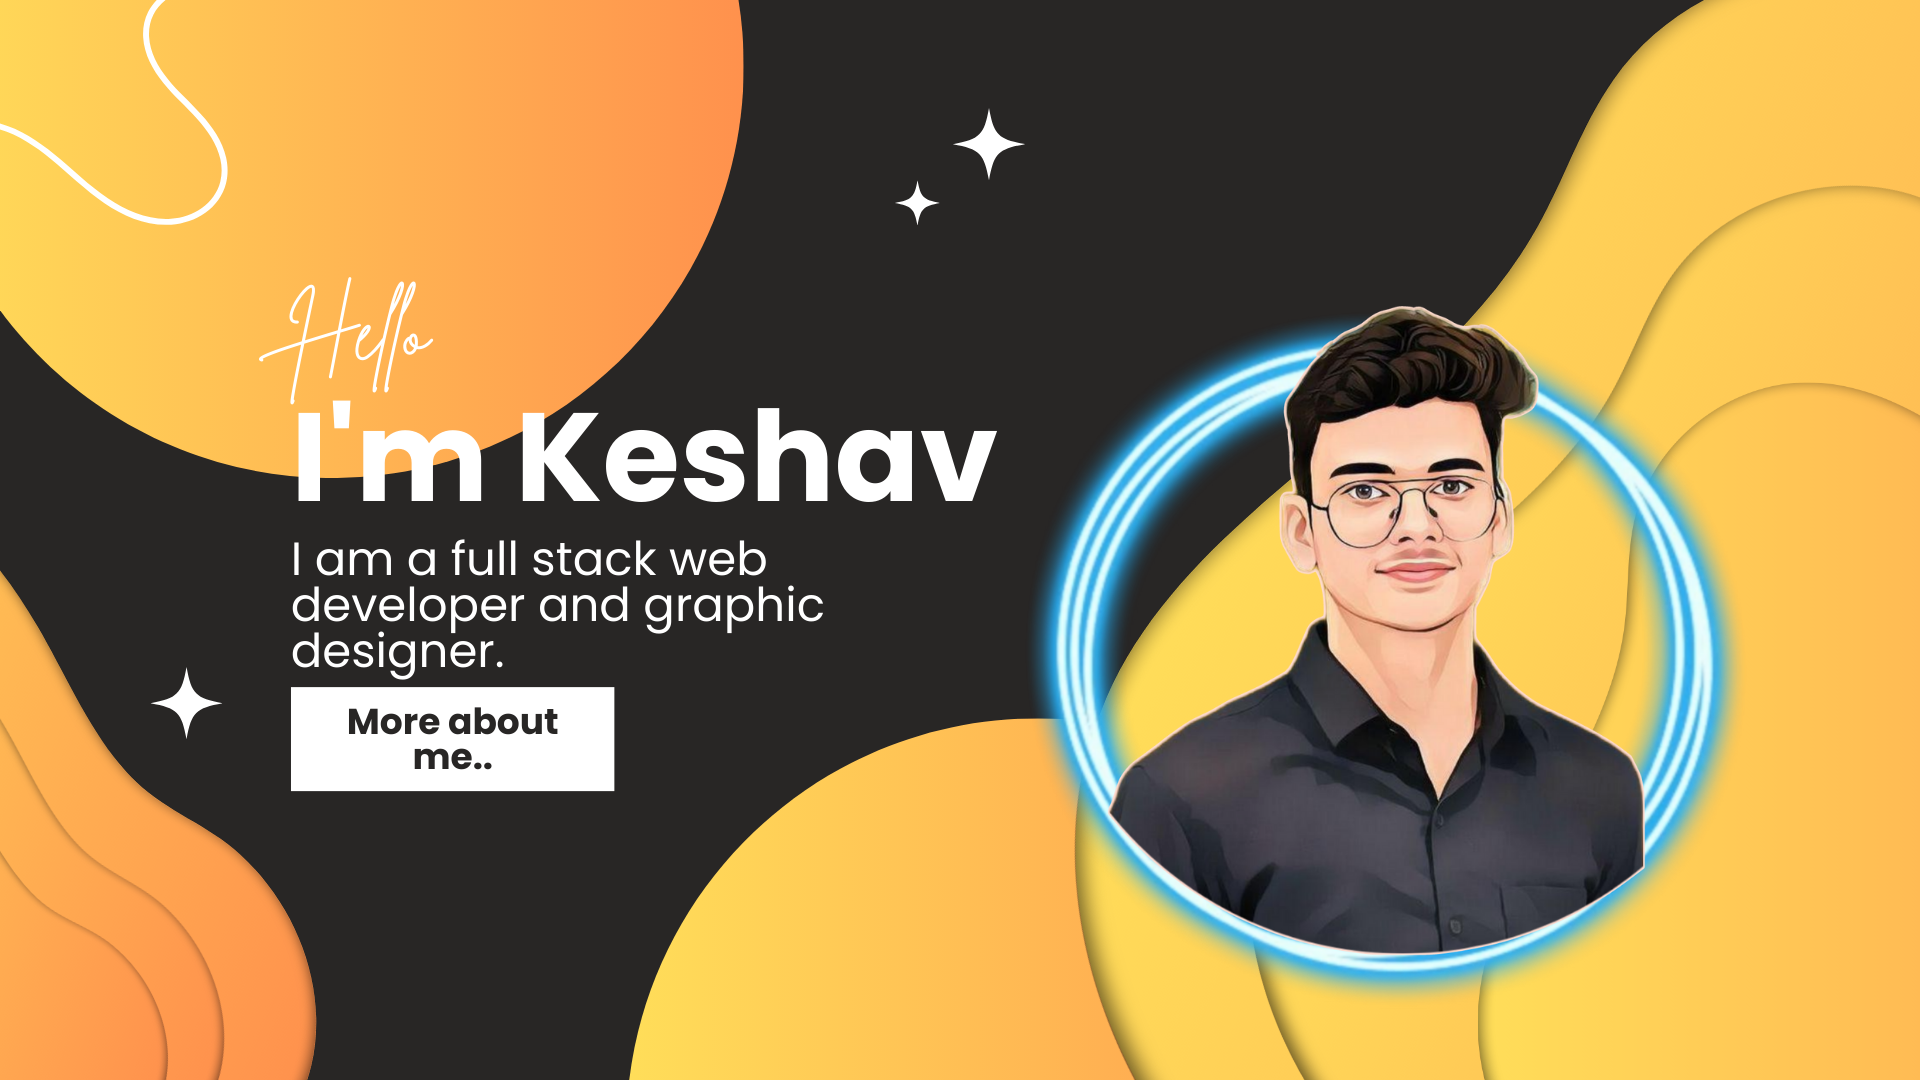 Hello
I'm Keshav
I am a full stack web
developer and graphic
designer.
More about
me..